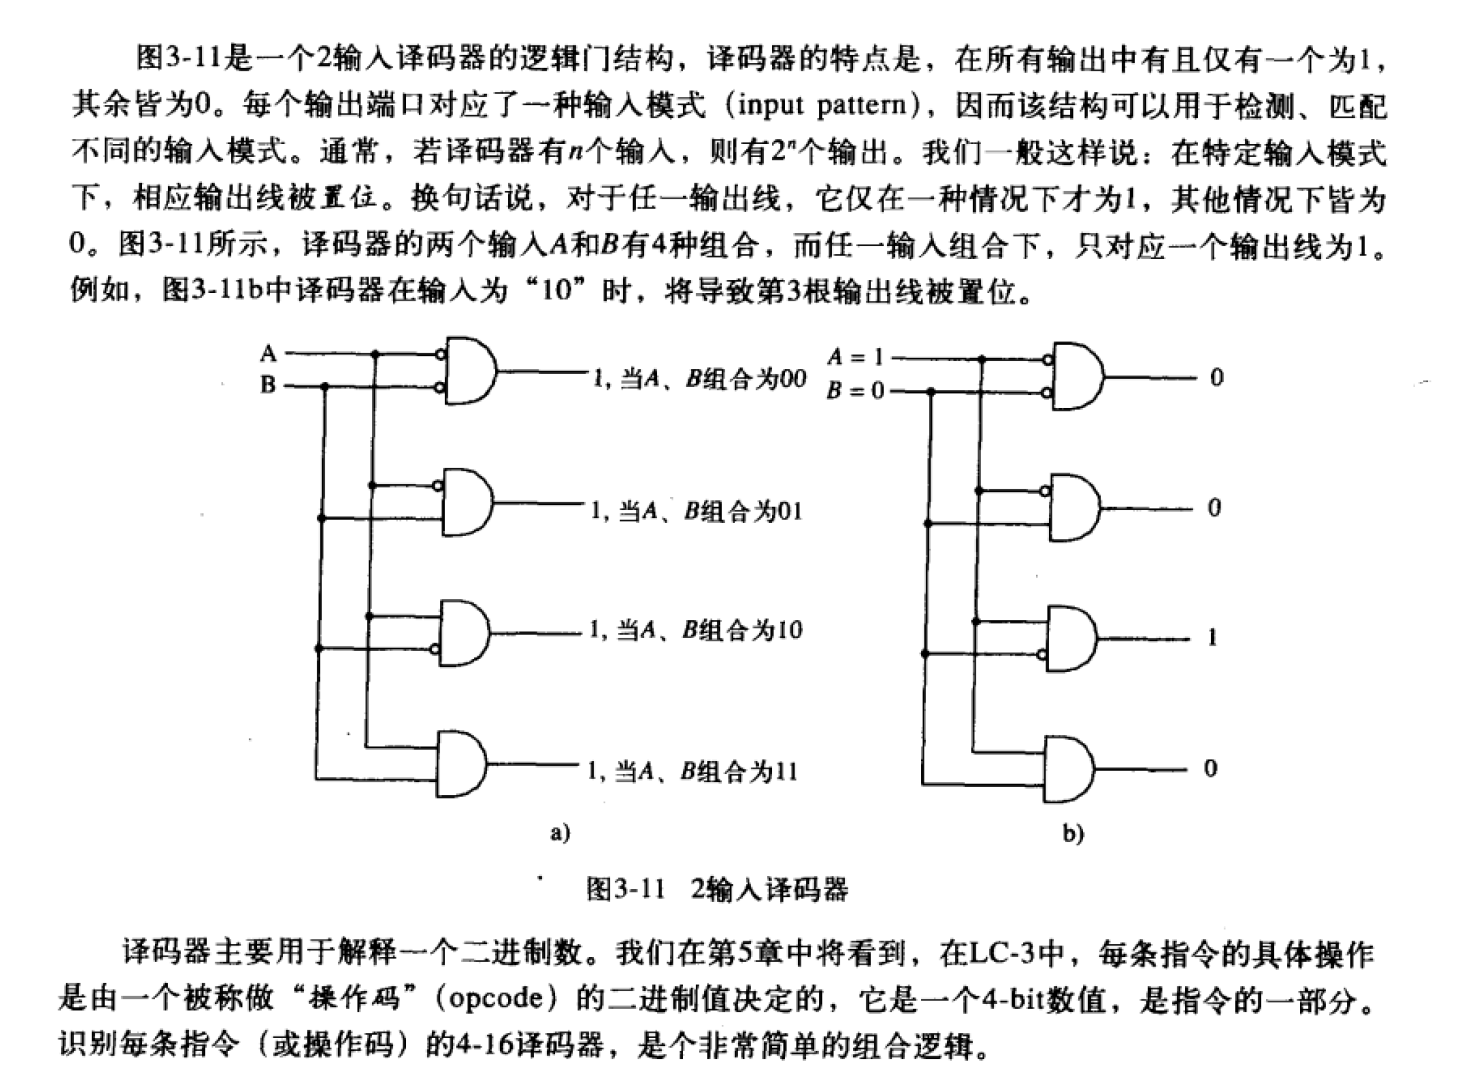 图3-11是一个2输入译码器的逻辑门结构，译码器的特点是，在所有输出中有且仅有一个为1，
其余皆为0。每个输出端口对应了一种输入模式（input pattern），因而该结构可以用于检测、匹配
不同的输入模式。通常，若译码器有n个输入，则有2ⁿ个输出。我们一般这样说：在特定输入模式
下，相应输出线被置位。换句话说，对于任一输出线，它仅在一种情况下才为1，其他情况下皆为
0。图3-11所示，译码器的两个输入A和B有4种组合，而任一输入组合下，只对应一个输出线为1。
例如，图3-11b中译码器在输入为“10”时，将导致第3根输出线被置位。
A
B
1, 当A、B组合为00
1, 当A、B组合为01
1, 当A、B组合为10
1, 当A、B组合为11
a)
A = 1
B = 0
0
0
1
0
b)
图3-11 2输入译码器
译码器主要用于解释一个二进制数。我们在第5章中将看到，在LC-3中，每条指令的具体操作
是由一个被称做“操作码”（opcode）的二进制值决定的，它是一个4-bit数值，是指令的一部分。
识别每条指令（或操作码）的4-16译码器，是个非常简单的组合逻辑。